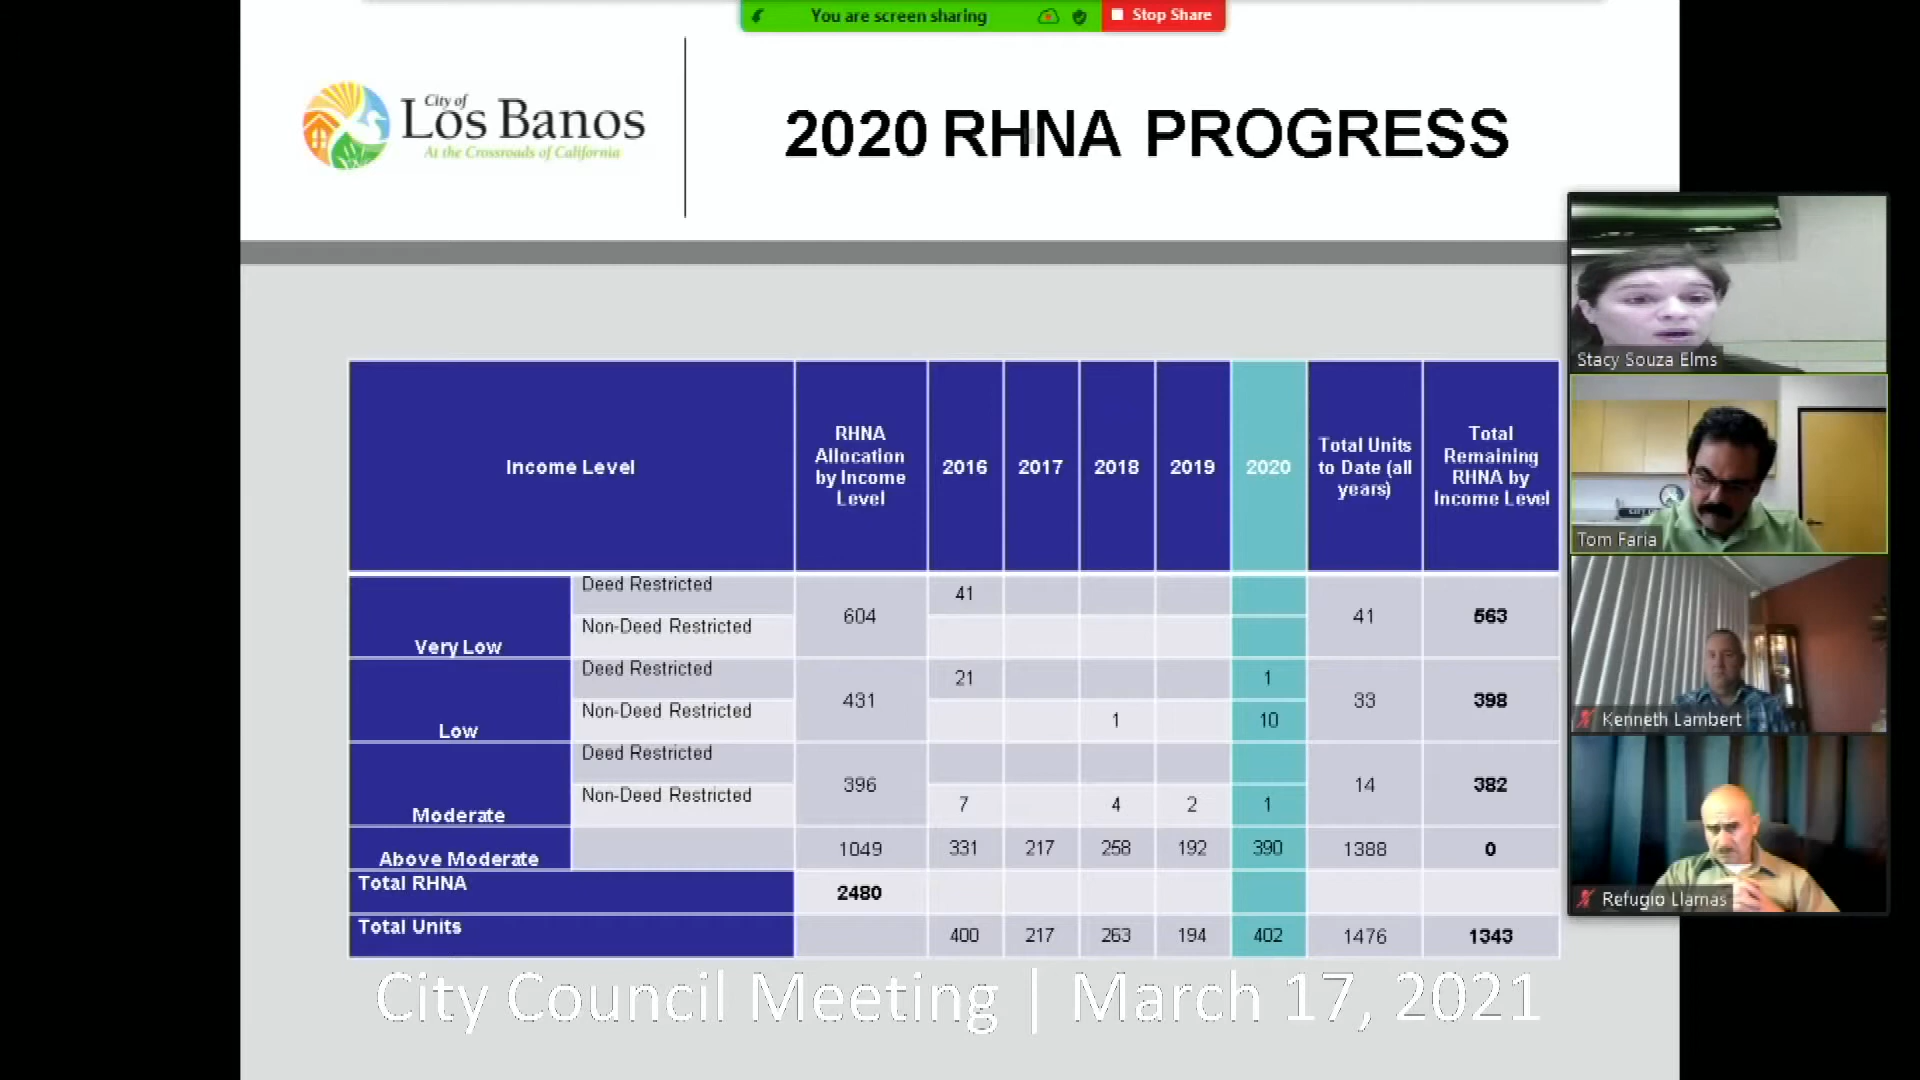 You are screen sharing
Stop Share
City of
Los Banos
At the Crossroads of California
2020 RHNA PROGRESS
Stacy Souza Elms
Tom Faria
Kenneth Lambert
Refugio Llamas
Income Level
RHNA
Allocation
by Income
Level
2016
2017
2018
2019
2020
Total Units
to Date (all
years)
Total
Remaining
RHNA by
Income Level
Very Low
Deed Restricted
Non-Deed Restricted
604
41
41
563
Low
Deed Restricted
Non-Deed Restricted
431
21
1
1
10
33
398
Moderate
Deed Restricted
Non-Deed Restricted
396
7
4
2
1
14
382
Above Moderate
1049
331
217
258
192
390
1388
0
Total RHNA
2480
Total Units
400
217
263
194
402
1476
1343
City Council Meeting | March 17, 2021